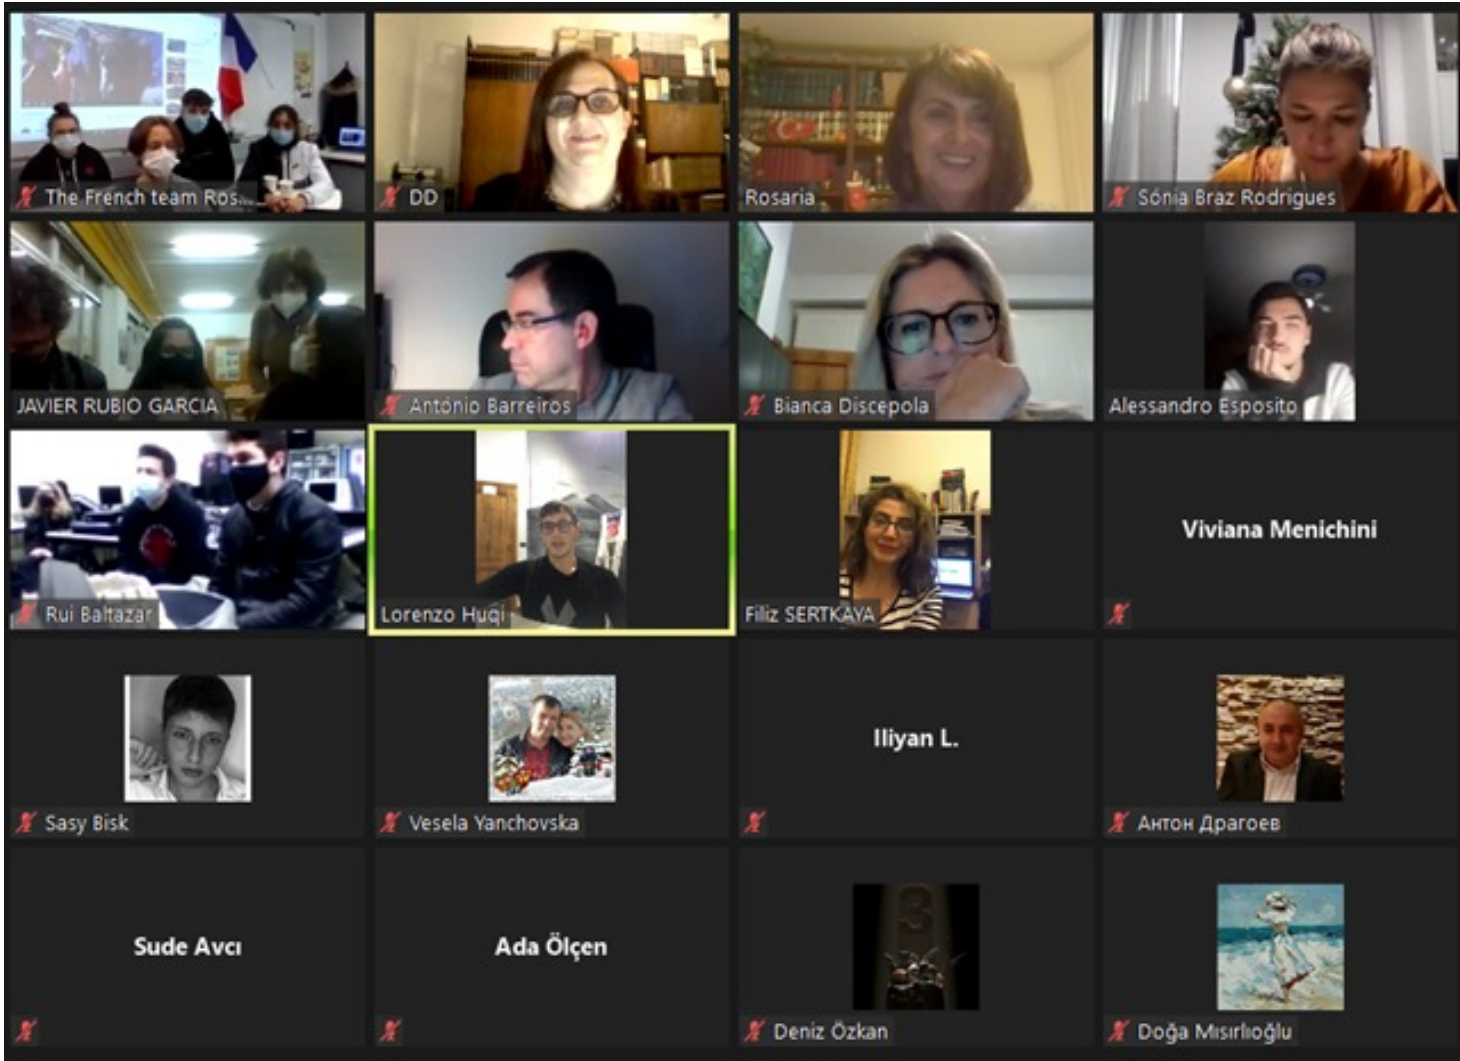 The French team Ros...
DD
Rosaria
Sónia Braz Rodrigues
JAVIER RUBIO GARCIA
António Barreiros
Bianca Discepola
Alessandro Esposito
Rui Baltazar
Lorenzo Huqi
Filiz SERTKAYA
Viviana Menichini
Sasy Bisk
Vesela Yanchovska
Iliyan L.
Антон Драгоев
Sude Avcı
Ada Ölçen
3
Deniz Özkan
Doğa Mısırlıoğlu